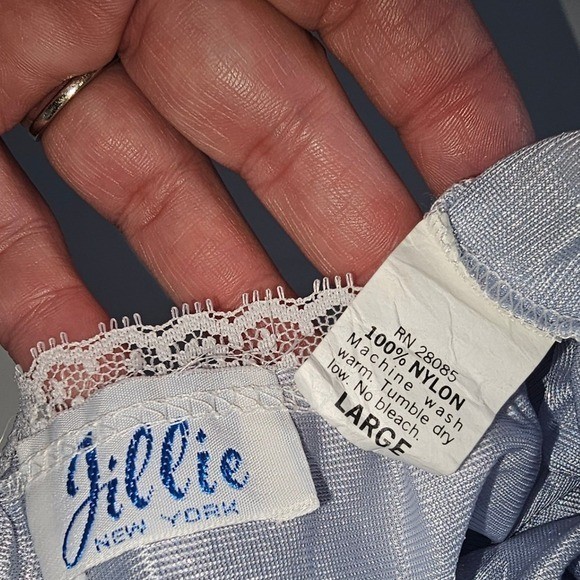 Jillie
NEW YORK
RN 28085
100% NYLON
Machine wash
warm. Tumble dry
low. No bleach.
LARGE